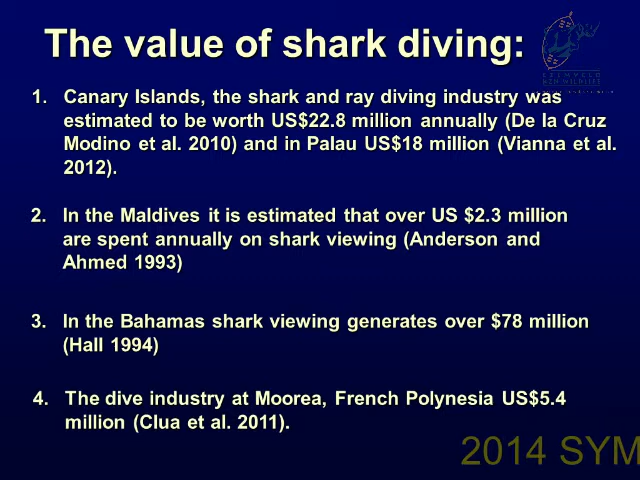 The value of shark diving:
1. Canary Islands, the shark and ray diving industry was
estimated to be worth US$22.8 million annually (De la Cruz
Modino et al. 2010) and in Palau US$18 million (Vianna et al.
2012).
2. In the Maldives it is estimated that over US $2.3 million
are spent annually on shark viewing (Anderson and
Ahmed 1993)
3. In the Bahamas shark viewing generates over $78 million
(Hall 1994)
4. The dive industry at Moorea, French Polynesia US$5.4
million (Clua et al. 2011).
2014 SYM